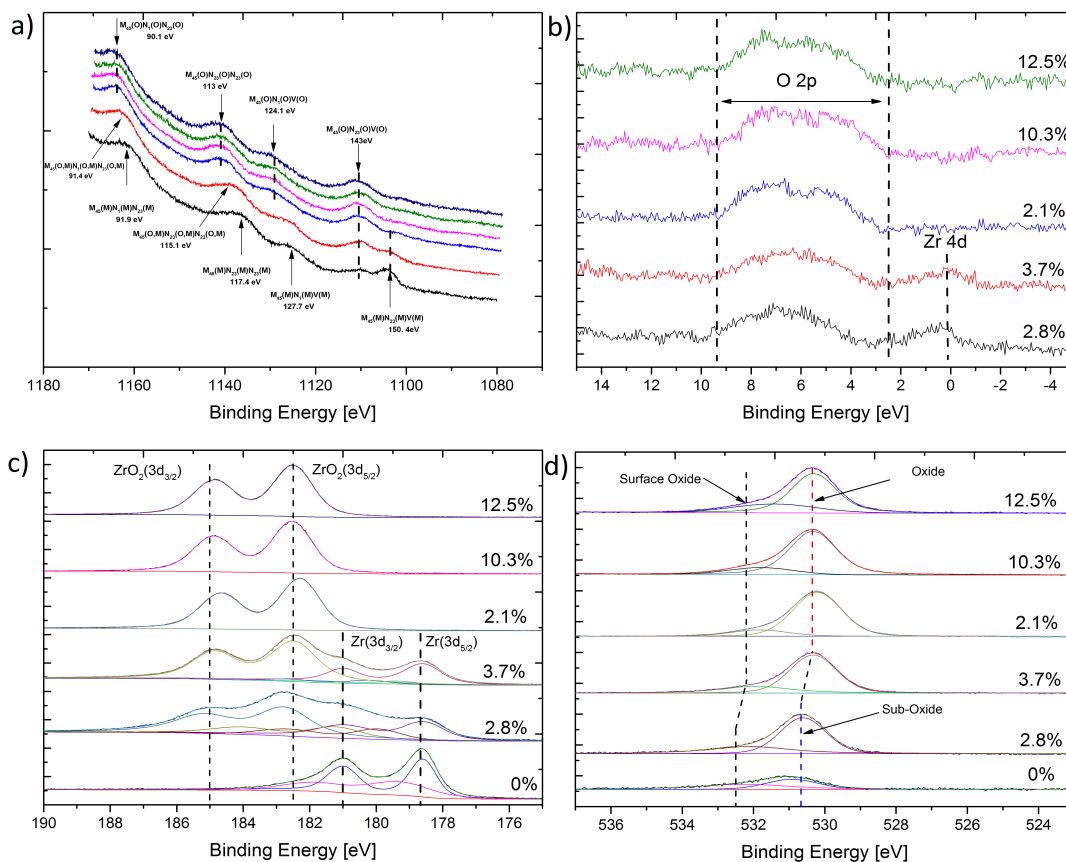 a)
M₄₅(O)N₁(O)N₂₃(O)
90.1 eV
M₄₅(O)N₂₃(O)N₂₃(O)
113 eV
M₄₅(O)N₁(O)V(O)
124.1 eV
M₄₅(O)N₂₃(O)V(O)
143eV
M₄₅(O,M)N₁(O,M)N₂₃(O,M)
91.4 eV
M₄₅(M)N₁(M)N₂₃(M)
91.9 eV
M₄₅(O,M)N₂₃(O,M)N₂₃(O,M)
115.1 eV
M₄₅(M)N₂₃(M)N₂₃(M)
117.4 eV
M₄₅(M)N₁(M)V(M)
127.7 eV
M₄₅(M)N₂₃(M)V(M)
150.4eV
1180 1160 1140 1120 1100 1080
Binding Energy [eV]
b)
12.5%
O 2p
10.3%
2.1%
Zr 4d
3.7%
2.8%
15 14 12 10 8 6 4 2 0 -2 -4
Binding Energy [eV]
c)
ZrO₂(3d₃/₂) ZrO₂(3d₅/₂)
12.5%
10.3%
2.1%
Zr(3d₃/₂) Zr(3d₅/₂)
3.7%
2.8%
0%
190 188 186 184 182 180 178 176
Binding Energy [eV]
d)
Surface Oxide
Oxide
12.5%
10.3%
2.1%
3.7%
Sub-Oxide
2.8%
0%
536 534 532 530 528 526 524
Binding Energy [eV]